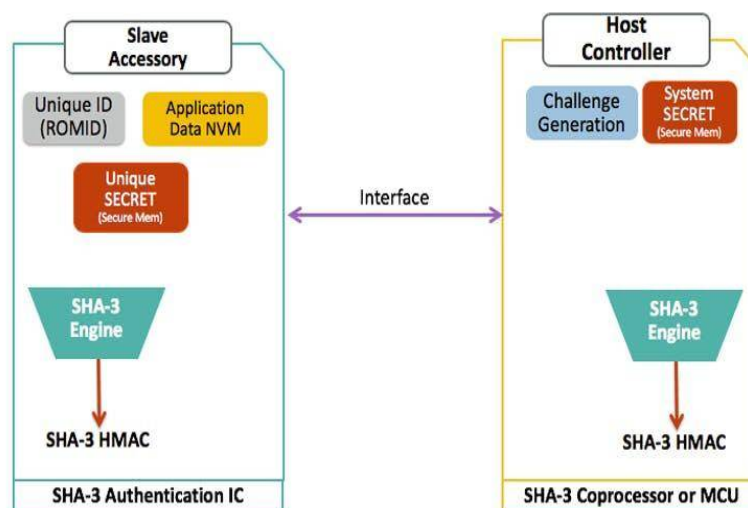 Slave
Accessory
Unique ID
(ROMID)
Application
Data NVM
Unique
SECRET
(Secure Mem)
SHA-3
Engine
SHA-3 HMAC
SHA-3 Authentication IC
Interface
Host
Controller
Challenge
Generation
System
SECRET
(Secure Mem)
SHA-3
Engine
SHA-3 HMAC
SHA-3 Coprocessor or MCU